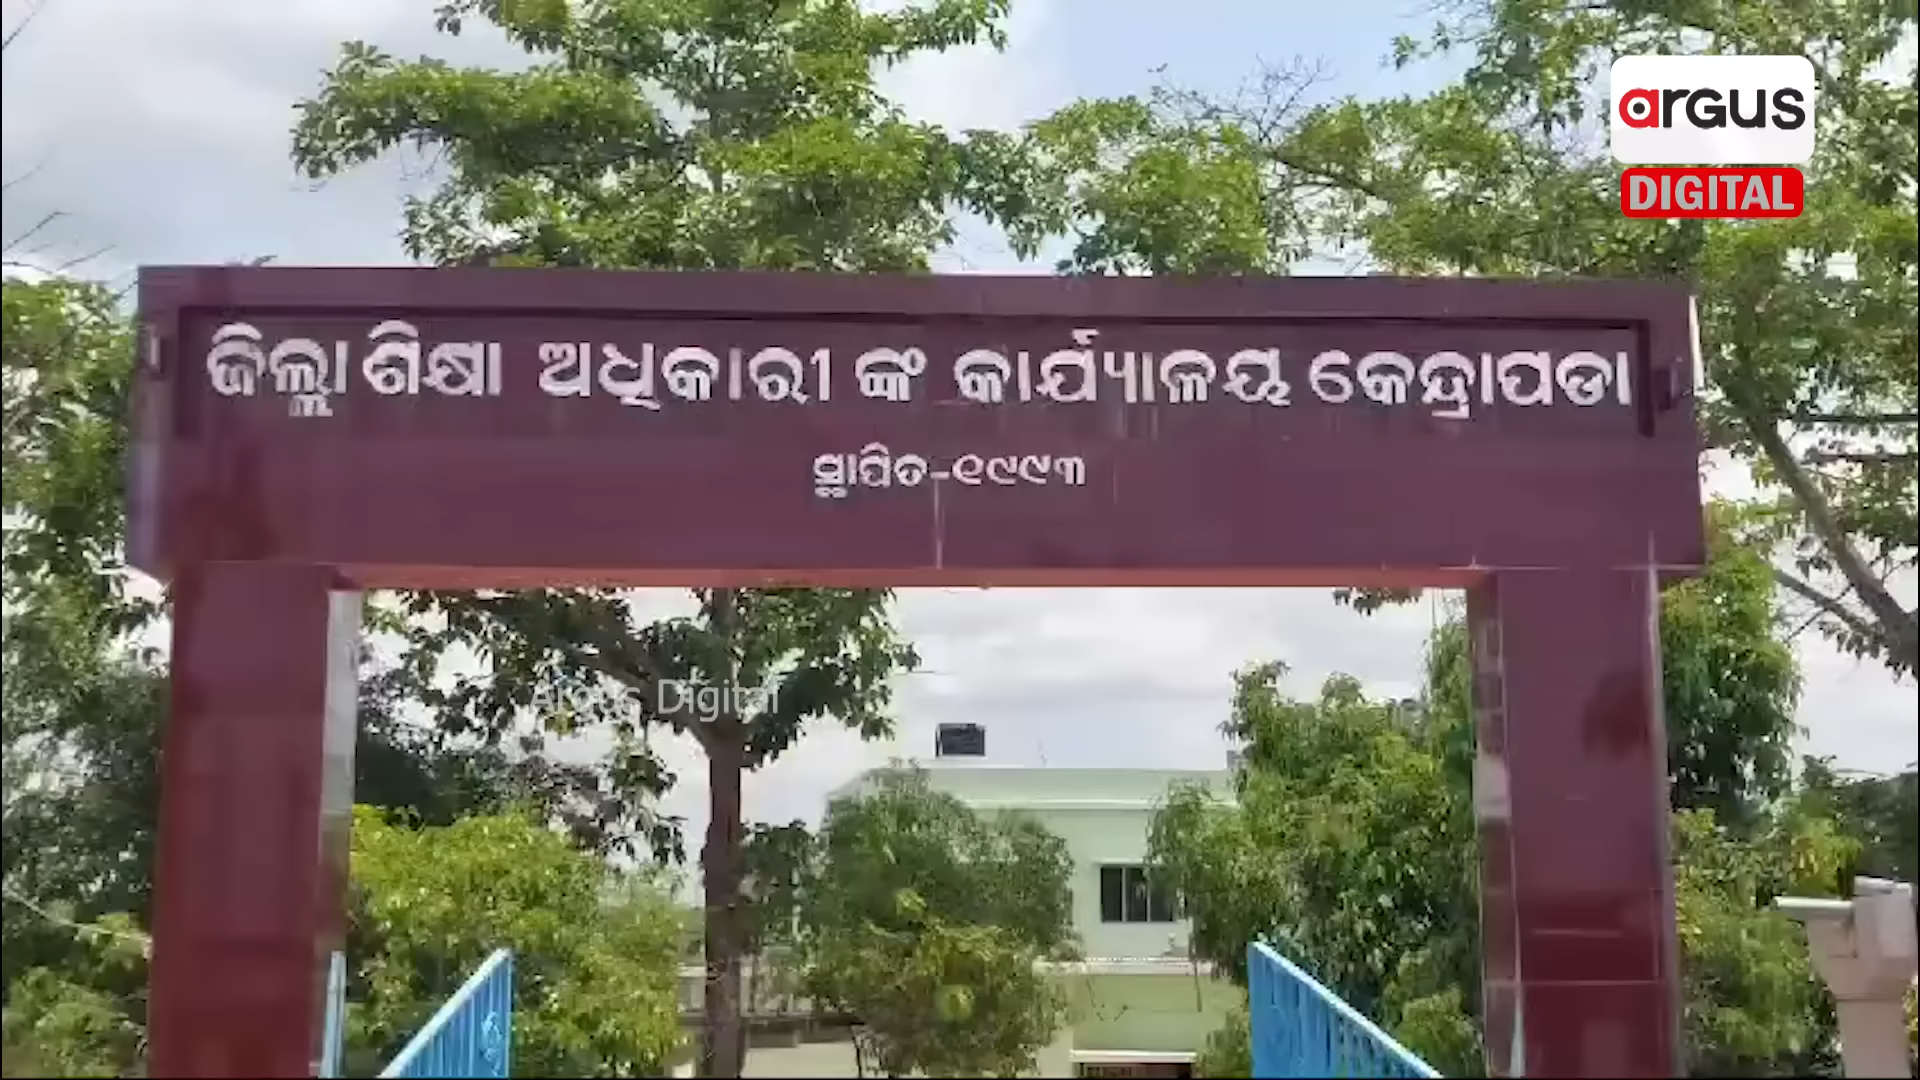 argus
DIGITAL
ଜିଲ୍ଲା ଶିକ୍ଷା ଅଧିକାରୀ ଙ୍କ କାର୍ଯ୍ୟାଳୟ କେନ୍ଦ୍ରାପଡା
ସ୍ଥାପିତ-୧୯୯୩
Argus Digital